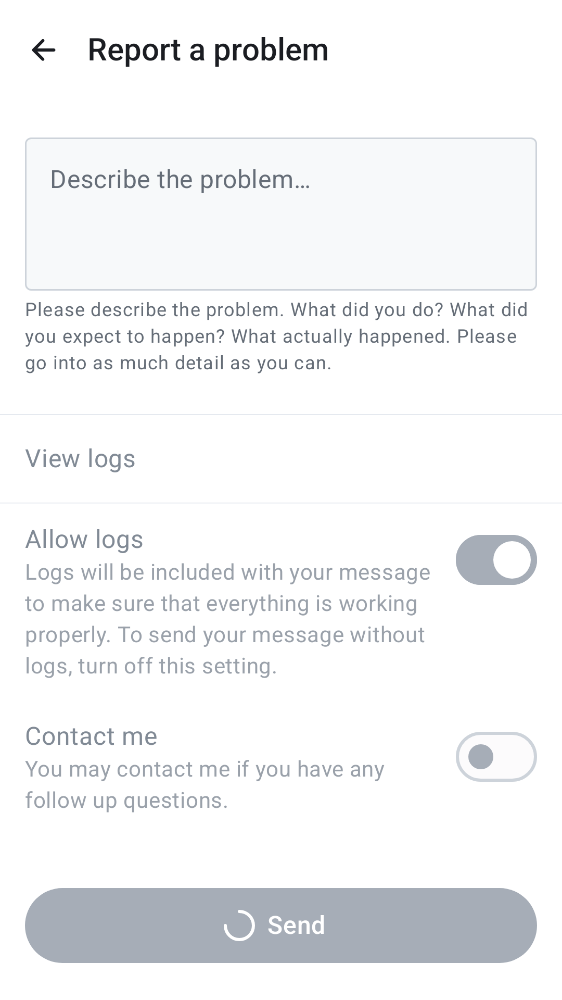 Report a problem
Describe the problem…
Please describe the problem. What did you do? What did
you expect to happen? What actually happened. Please
go into as much detail as you can.
View logs
Allow logs
Logs will be included with your message
to make sure that everything is working
properly. To send your message without
logs, turn off this setting.
Contact me
You may contact me if you have any
follow up questions.
Send